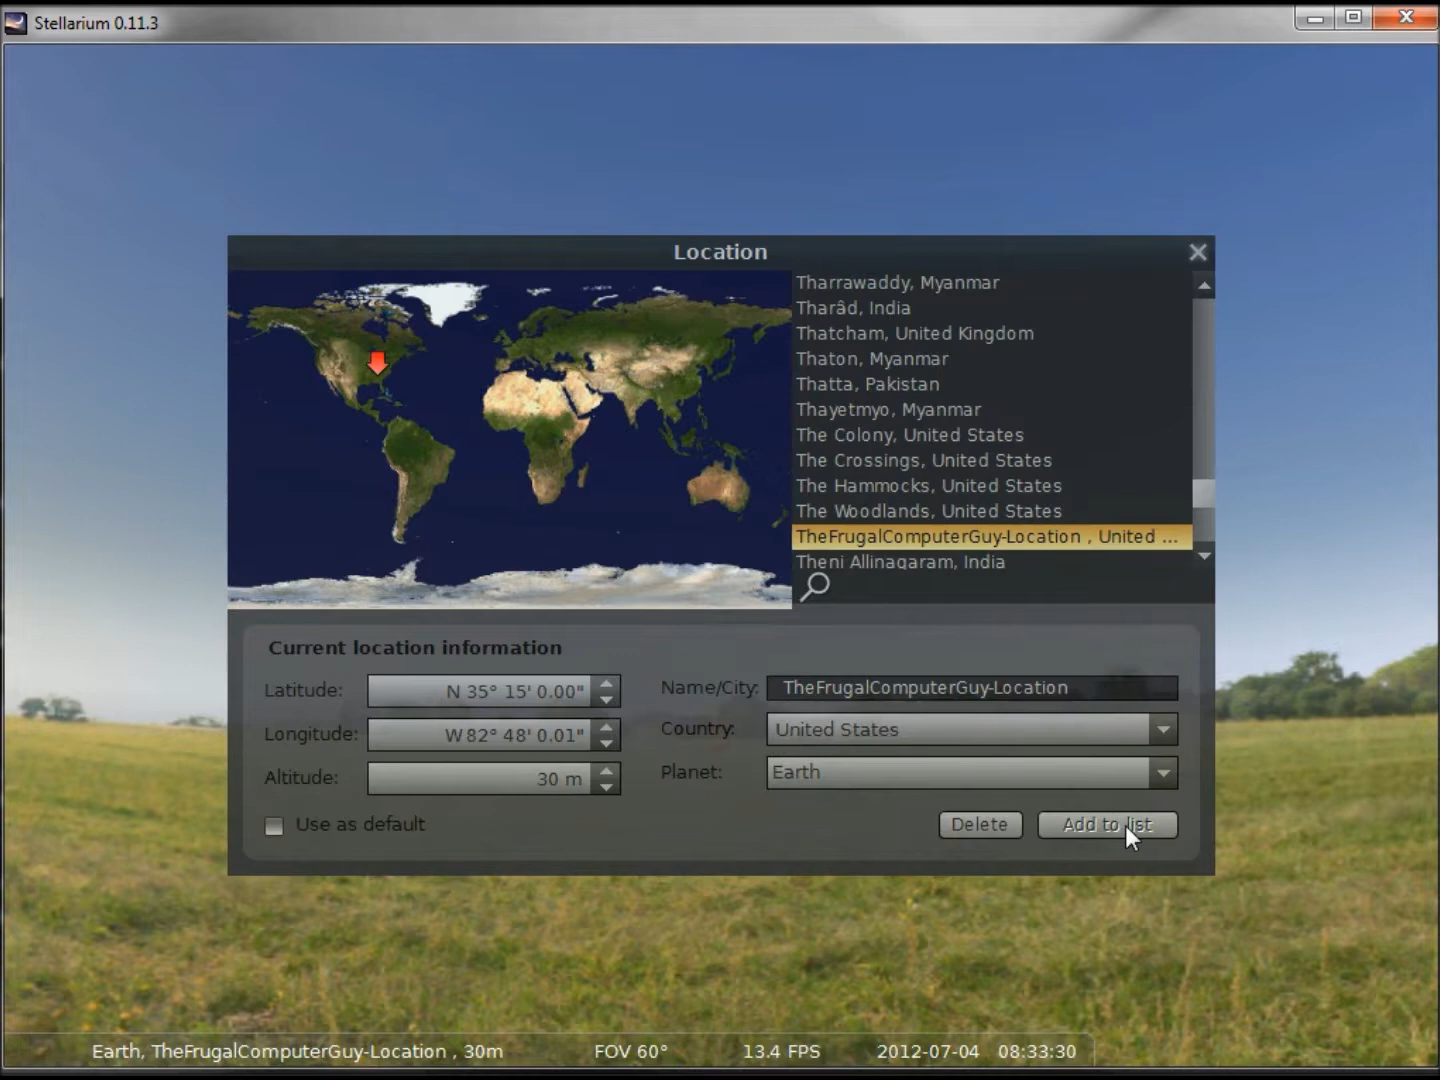 Stellarium 0.11.3
Location
Tharrawaddy, Myanmar
Tharâd, India
Thatcham, United Kingdom
Thaton, Myanmar
Thatta, Pakistan
Thayetmyo, Myanmar
The Colony, United States
The Crossings, United States
The Hammocks, United States
The Woodlands, United States
TheFrugalComputerGuy-Location , United ...
Theni Allinagaram, India
Current location information
Latitude: N 35° 15' 0.00"
Name/City: TheFrugalComputerGuy-Location
Longitude: W 82° 48' 0.01"
Country: United States
Altitude: 30 m
Planet: Earth
Use as default
Delete
Add to list
Earth, TheFrugalComputerGuy-Location , 30m FOV 60° 13.4 FPS 2012-07-04 08:33:30